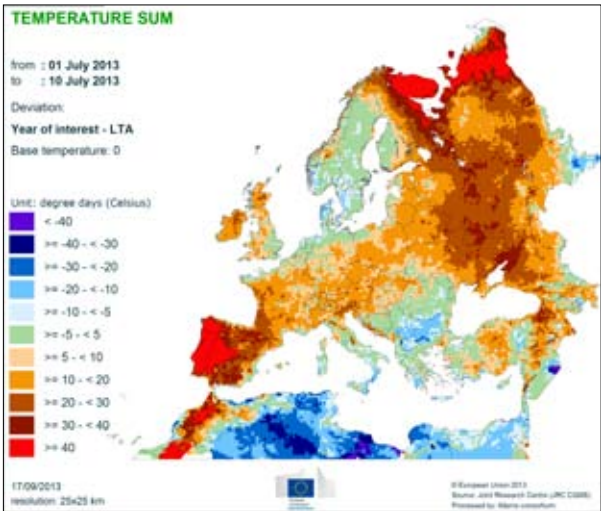 TEMPERATURE SUM
from : 01 July 2013
to : 10 July 2013
Deviation:
Year of interest - LTA
Base temperature: 0
Unit: degree days (Celsius)
< -40
>= -40 - < -30
>= -30 - < -20
>= -20 - < -10
>= -10 - < -5
>= -5 - < 5
>= 5 - < 10
>= 10 - < 20
>= 20 - < 30
>= 30 - < 40
>= 40
17/09/2013
resolution: 25x25 km
© European Union 2013
Source: Joint Research Centre (JRC
Processed by: Alterra consortium